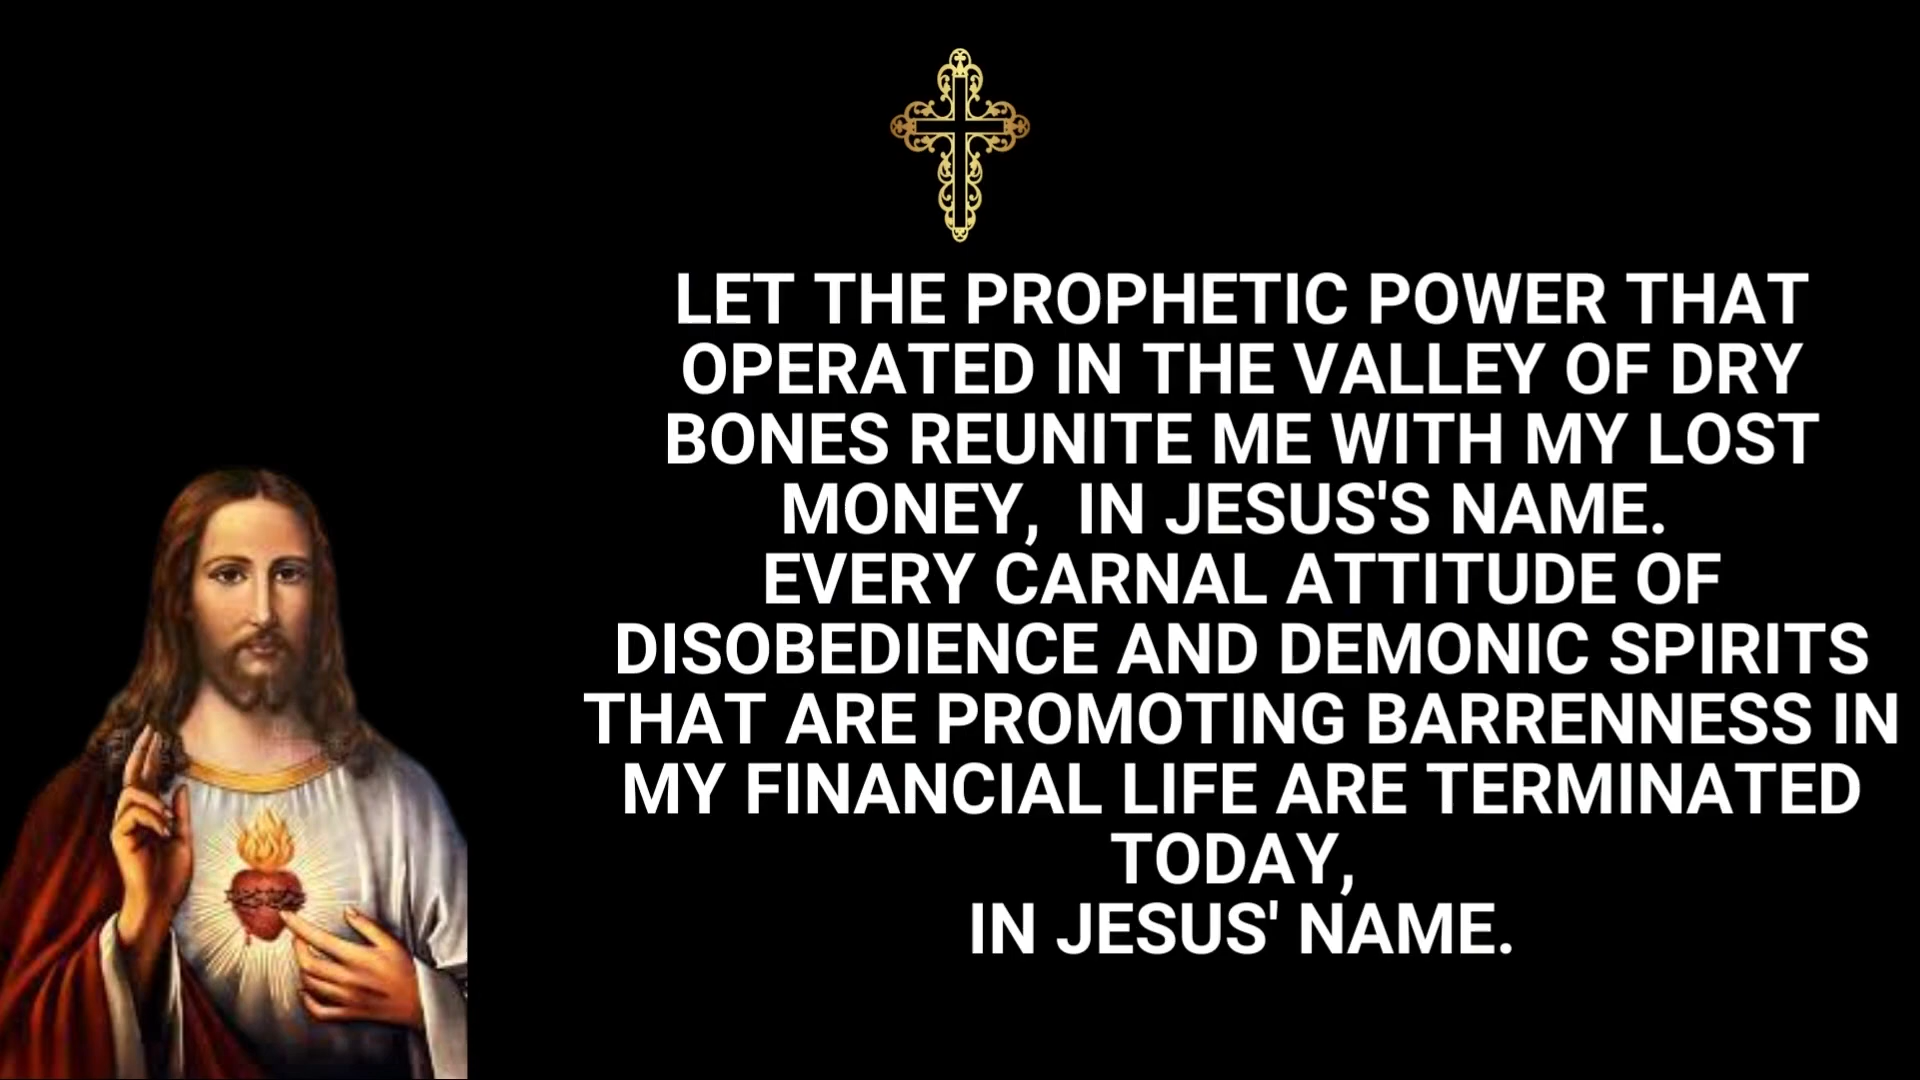 LET THE PROPHETIC POWER THAT
OPERATED IN THE VALLEY OF DRY
BONES REUNITE ME WITH MY LOST
MONEY,  IN JESUS'S NAME.
EVERY CARNAL ATTITUDE OF
DISOBEDIENCE AND DEMONIC SPIRITS
THAT ARE PROMOTING BARRENNESS IN
MY FINANCIAL LIFE ARE TERMINATED
TODAY,
IN JESUS' NAME.